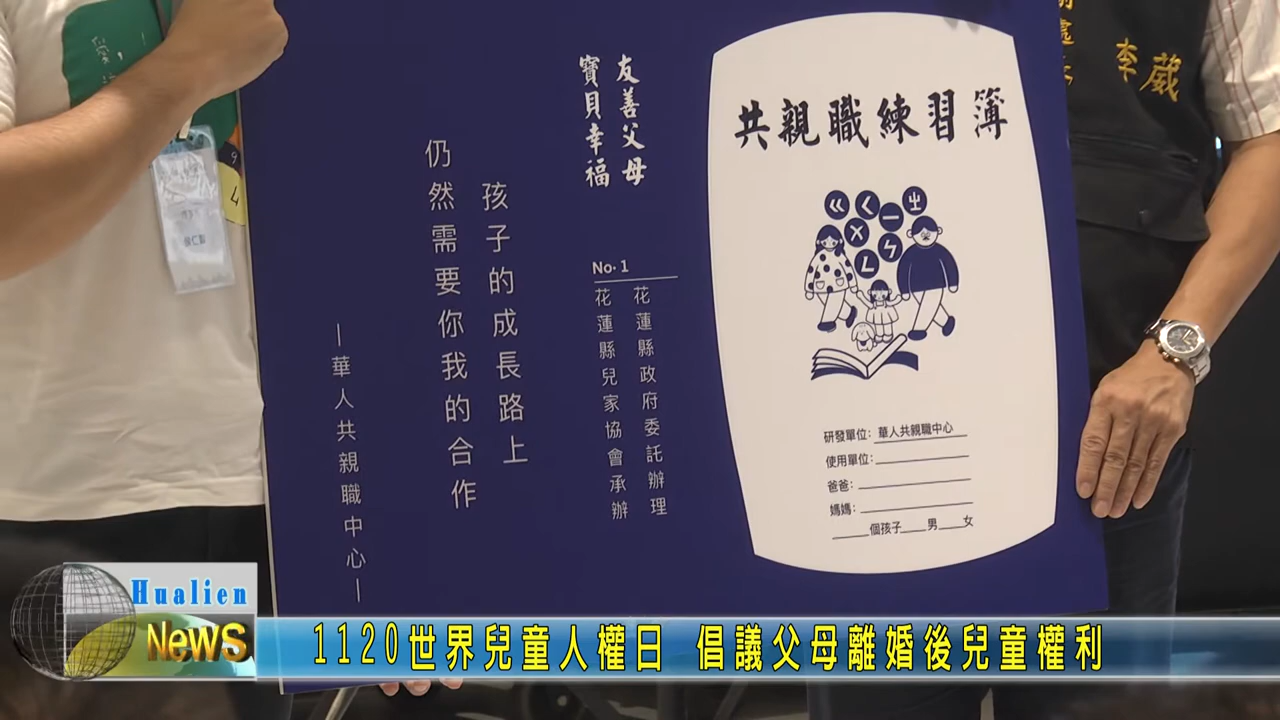 友善父母
寶貝幸福
孩子的成長路上
仍然需要你我的合作
—華人共親職中心—
No.1
花蓮縣政府委託辦理
花蓮縣兒家協會承辦
共親職練習簿
ㄍㄑㄧㄓ
ㄨㄣ
ㄥ
研發單位:華人共親職中心
使用單位:
爸爸:
媽媽:
個孩子 男 女
李葳
愛,
Hualien
News
1120世界兒童人權日 倡議父母離婚後兒童權利